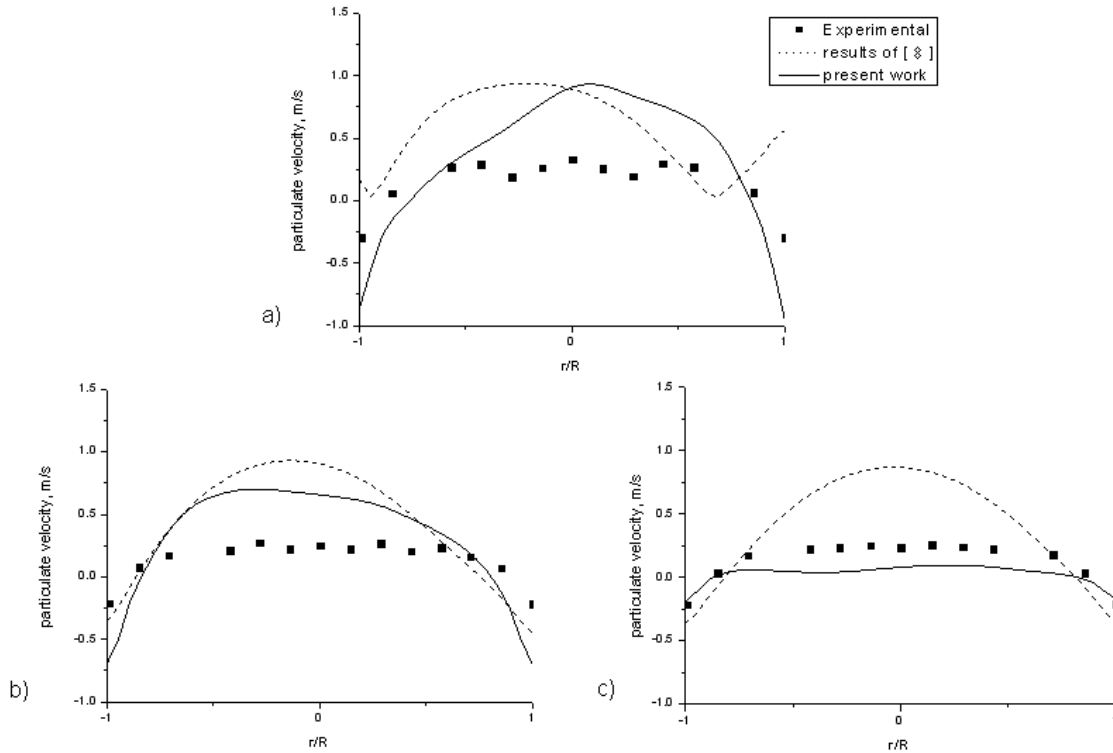 1.5
1.0
0.5
0.0
-0.5
-1.0
particulate velocity, m/s
-1
0
1
r/R
a)
Experimental
results of [ 8 ]
present work
1.5
1.0
0.5
0.0
-0.5
-1.0
particulate velocity, m/s
-1
0
1
r/R
b)
1.5
1.0
0.5
0.0
-0.5
-1.0
particulate velocity, m/s
-1
0
r/R
c)